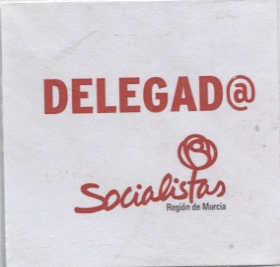 DELEGAD@
Socialistas
Región de Murcia